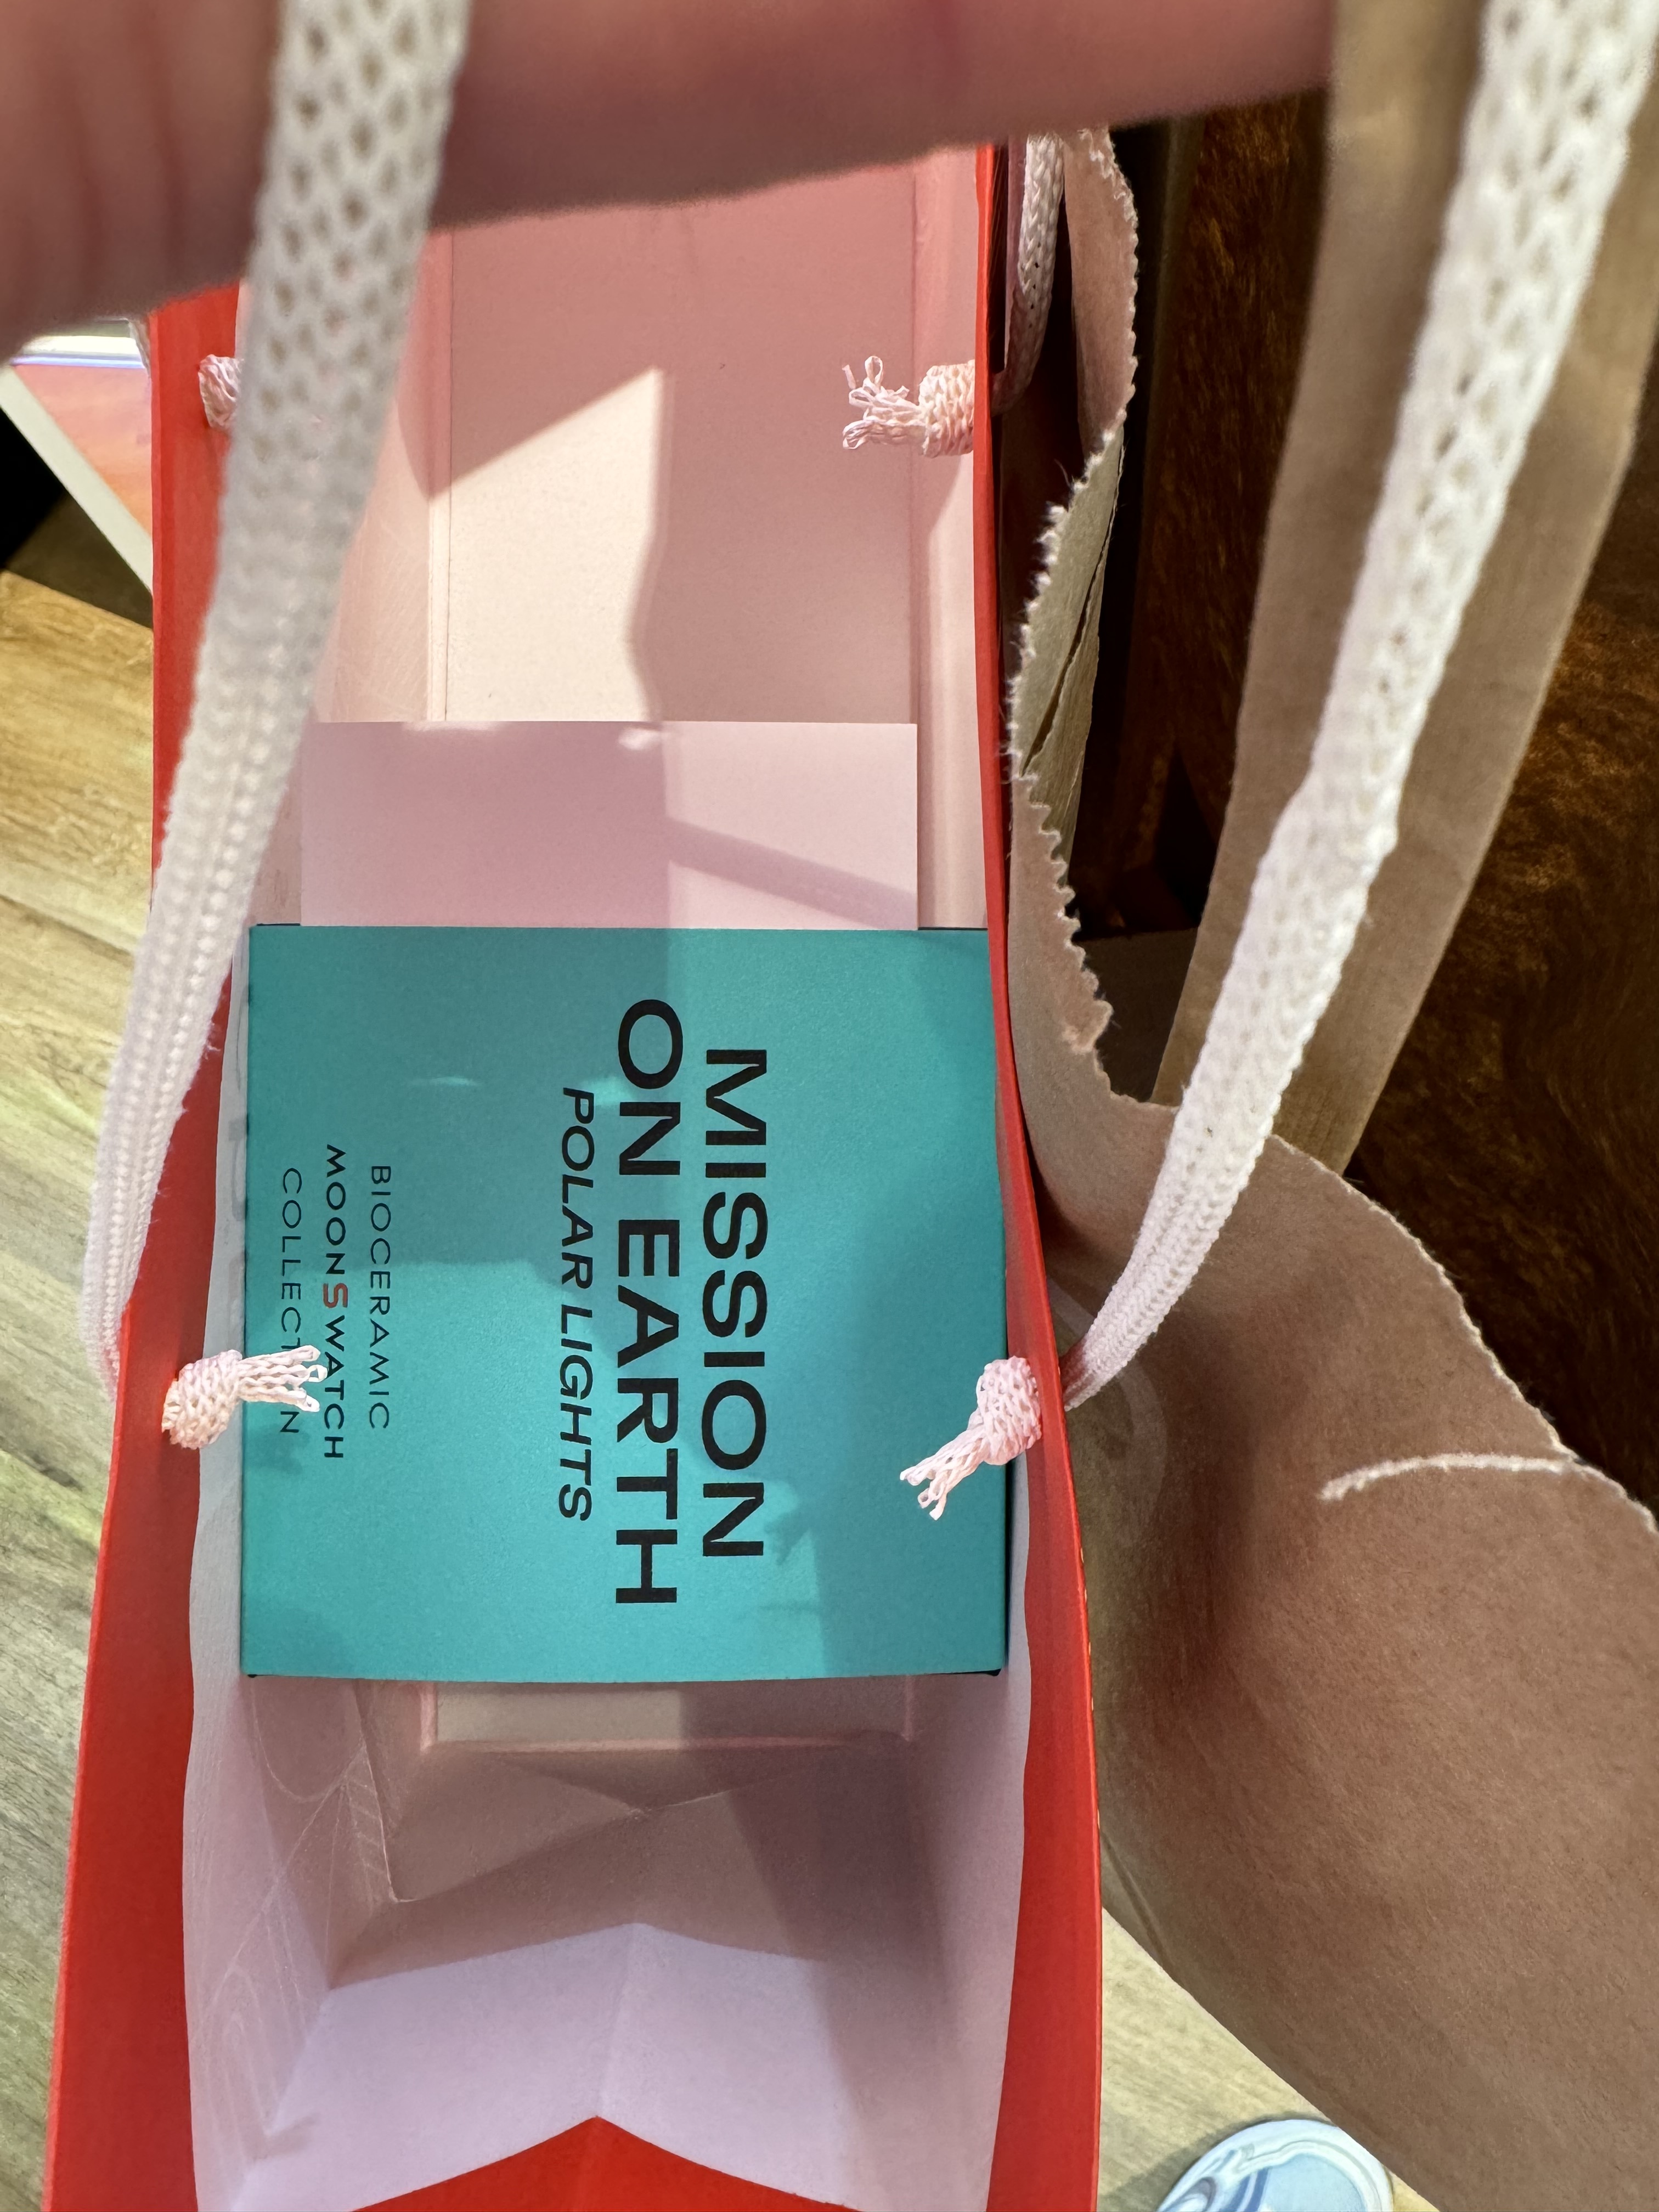 MISSION
ON EARTH
POLAR LIGHTS
BIOCERAMIC
MOONSWATCH
COLLECTION